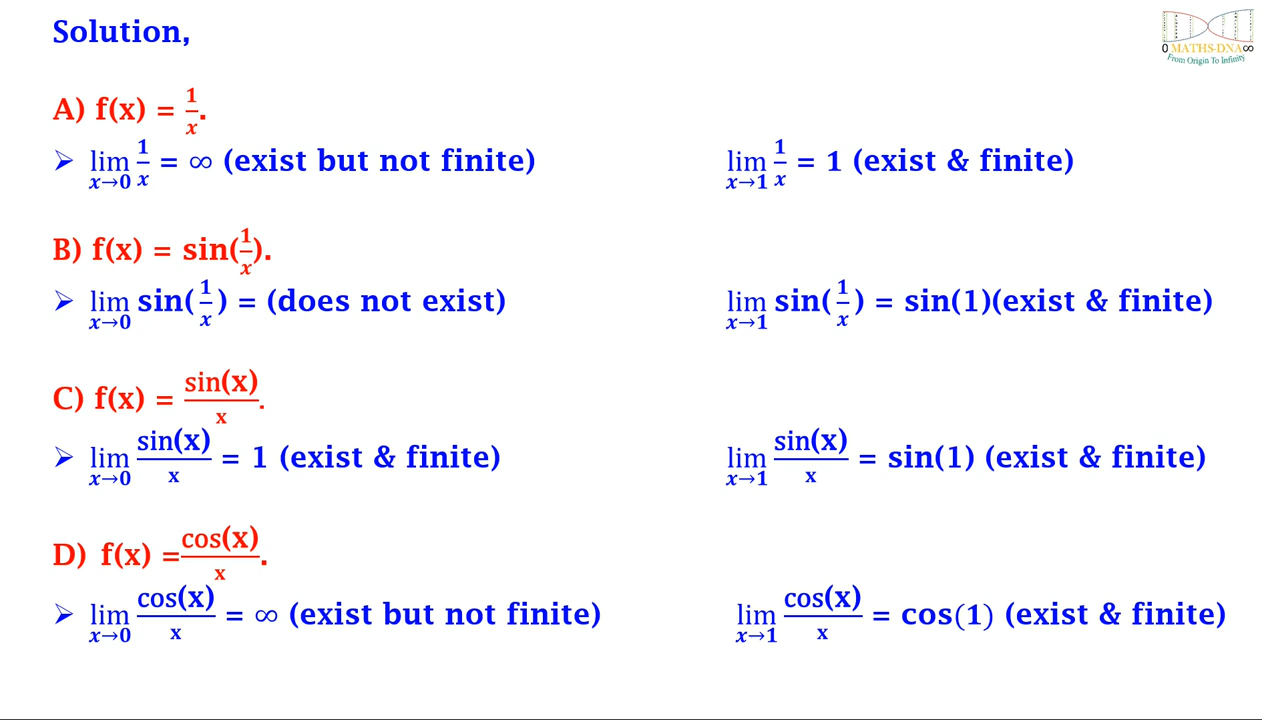 Solution,
0 MATHS-DNA ∞
From Origin To Infinity
A) f(x) = 1/x.
➢ lim x→0 1/x = ∞ (exist but not finite) lim x→1 1/x = 1 (exist & finite)
B) f(x) = sin(1/x).
➢ lim x→0 sin(1/x) = (does not exist) lim x→1 sin(1/x) = sin(1)(exist & finite)
C) f(x) = sin(x)/x.
➢ lim x→0 sin(x)/x = 1 (exist & finite) lim x→1 sin(x)/x = sin(1) (exist & finite)
D) f(x) =cos(x)/x.
➢ lim x→0 cos(x)/x = ∞ (exist but not finite) lim x→1 cos(x)/x = cos(1) (exist & finite)